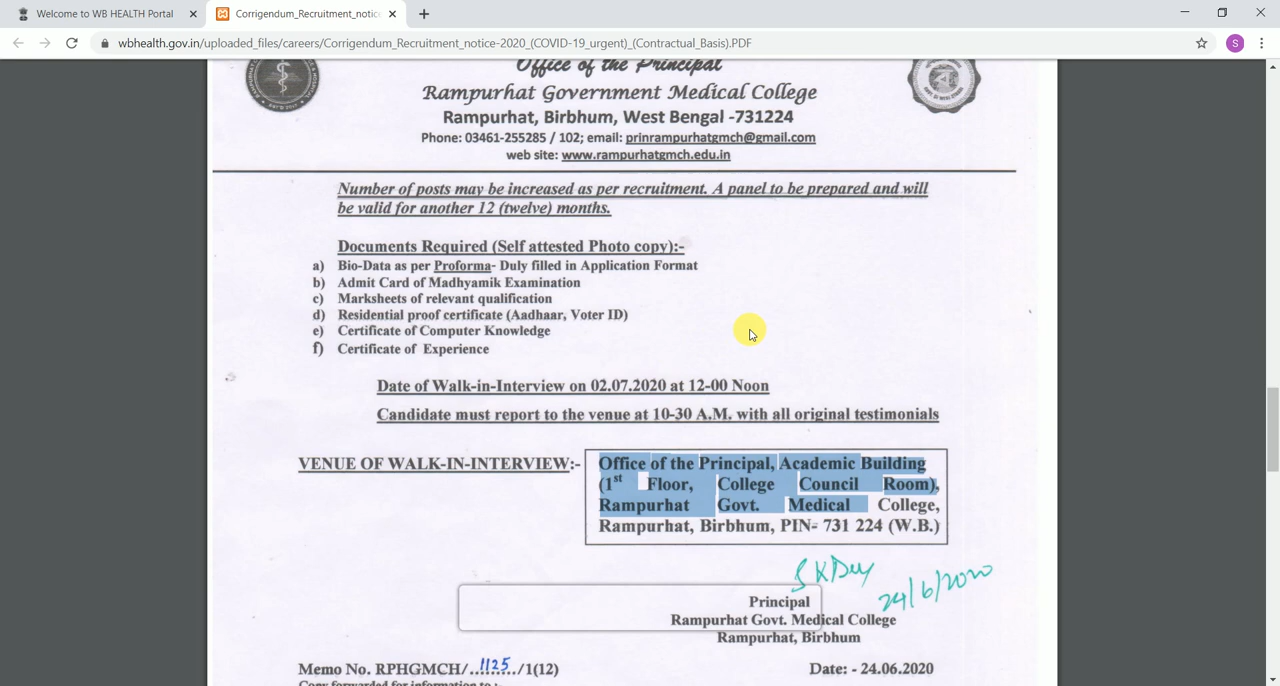 Welcome to WB HEALTH Portal
Corrigendum_Recruitment_notice
wbhealth.gov.in/uploaded_files/careers/Corrigendum_Recruitment_notice-2020_(COVID-19_urgent)_(Contractual_Basis).PDF
S
Office of the Principal
Rampurhat Government Medical College
Rampurhat, Birbhum, West Bengal -731224
Phone: 03461-255285 / 102; email: prinrampurhatgmch@gmail.com
web site: www.rampurhatgmch.edu.in
Number of posts may be increased as per recruitment. A panel to be prepared and will
be valid for another 12 (twelve) months.
Documents Required (Self attested Photo copy):-
a) Bio-Data as per Proforma- Duly filled in Application Format
b) Admit Card of Madhyamik Examination
c) Marksheets of relevant qualification
d) Residential proof certificate (Aadhaar, Voter ID)
e) Certificate of Computer Knowledge
f) Certificate of Experience
Date of Walk-in-Interview on 02.07.2020 at 12-00 Noon
Candidate must report to the venue at 10-30 A.M. with all original testimonials
VENUE OF WALK-IN-INTERVIEW:- Office of the Principal, Academic Building
(1st Floor, College Council Room),
Rampurhat Govt. Medical College,
Rampurhat, Birbhum, PIN- 731 224 (W.B.)
S K Dey
24/6/2020
Principal
Rampurhat Govt. Medical College
Rampurhat, Birbhum
Memo No. RPHGMCH/..1125../1(12) Date: - 24.06.2020
Copy forwarded for information to :-